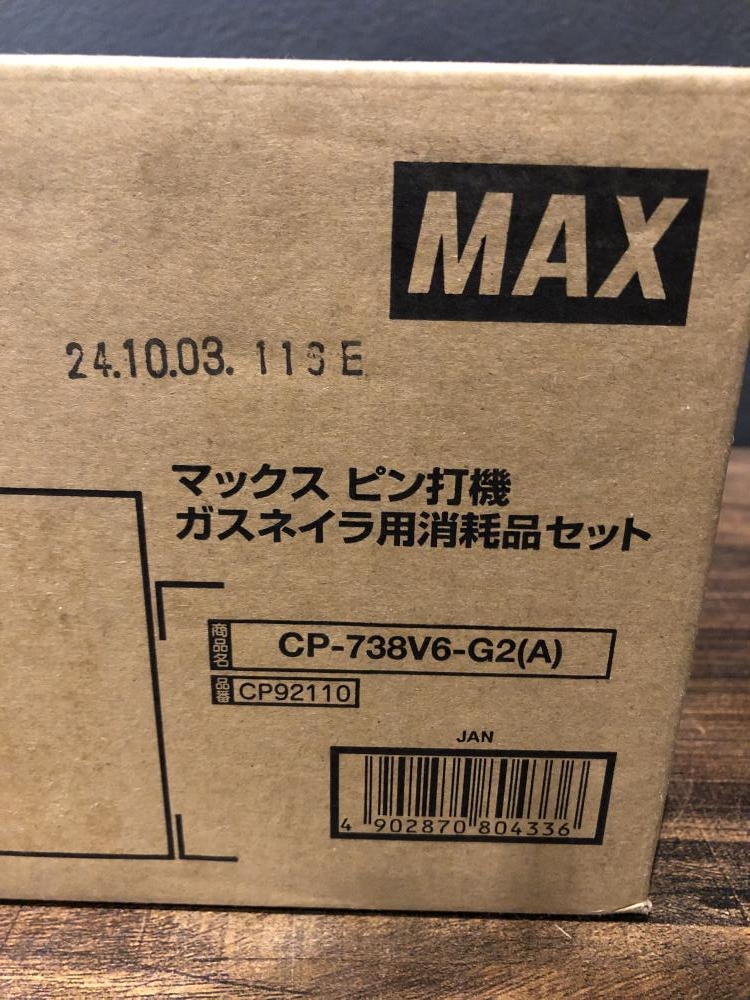 MAX
24.10.03. 11S E
マックス ピン打機
ガスネイラ用消耗品セット
商品名 CP-738V6-G2(A)
品番 CP92110
JAN
4 902870 804336